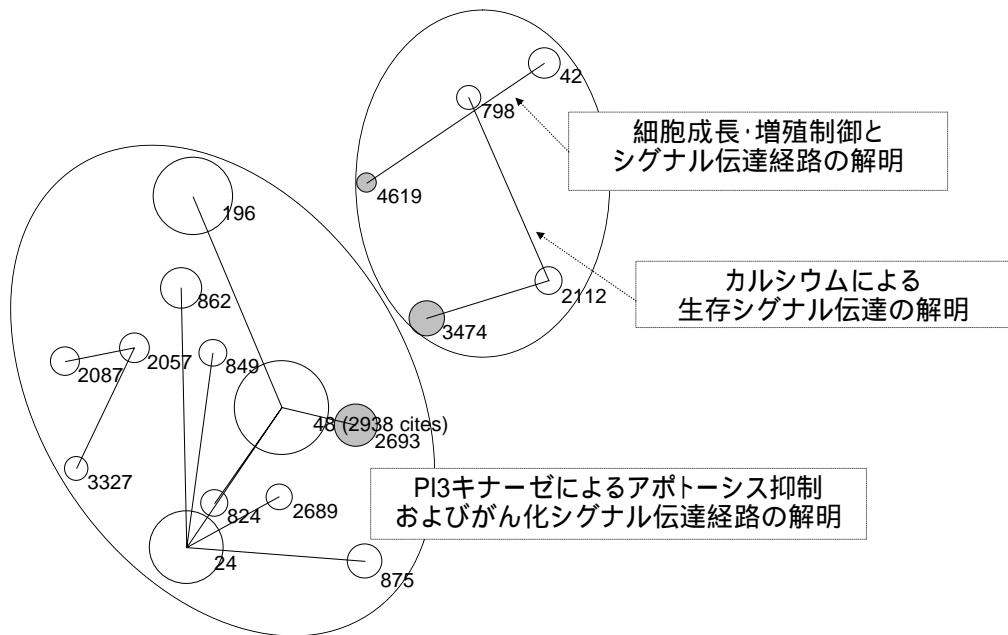 42
798
細胞成長・増殖制御と
シグナル伝達経路の解明
4619
196
カルシウムによる
生存シグナル伝達の解明
2112
862
3474
2057
849
2087
48 (2938 cites)
2693
3327
PI3キナーゼによるアポトーシス抑制
およびがん化シグナル伝達経路の解明
2689
824
24
875